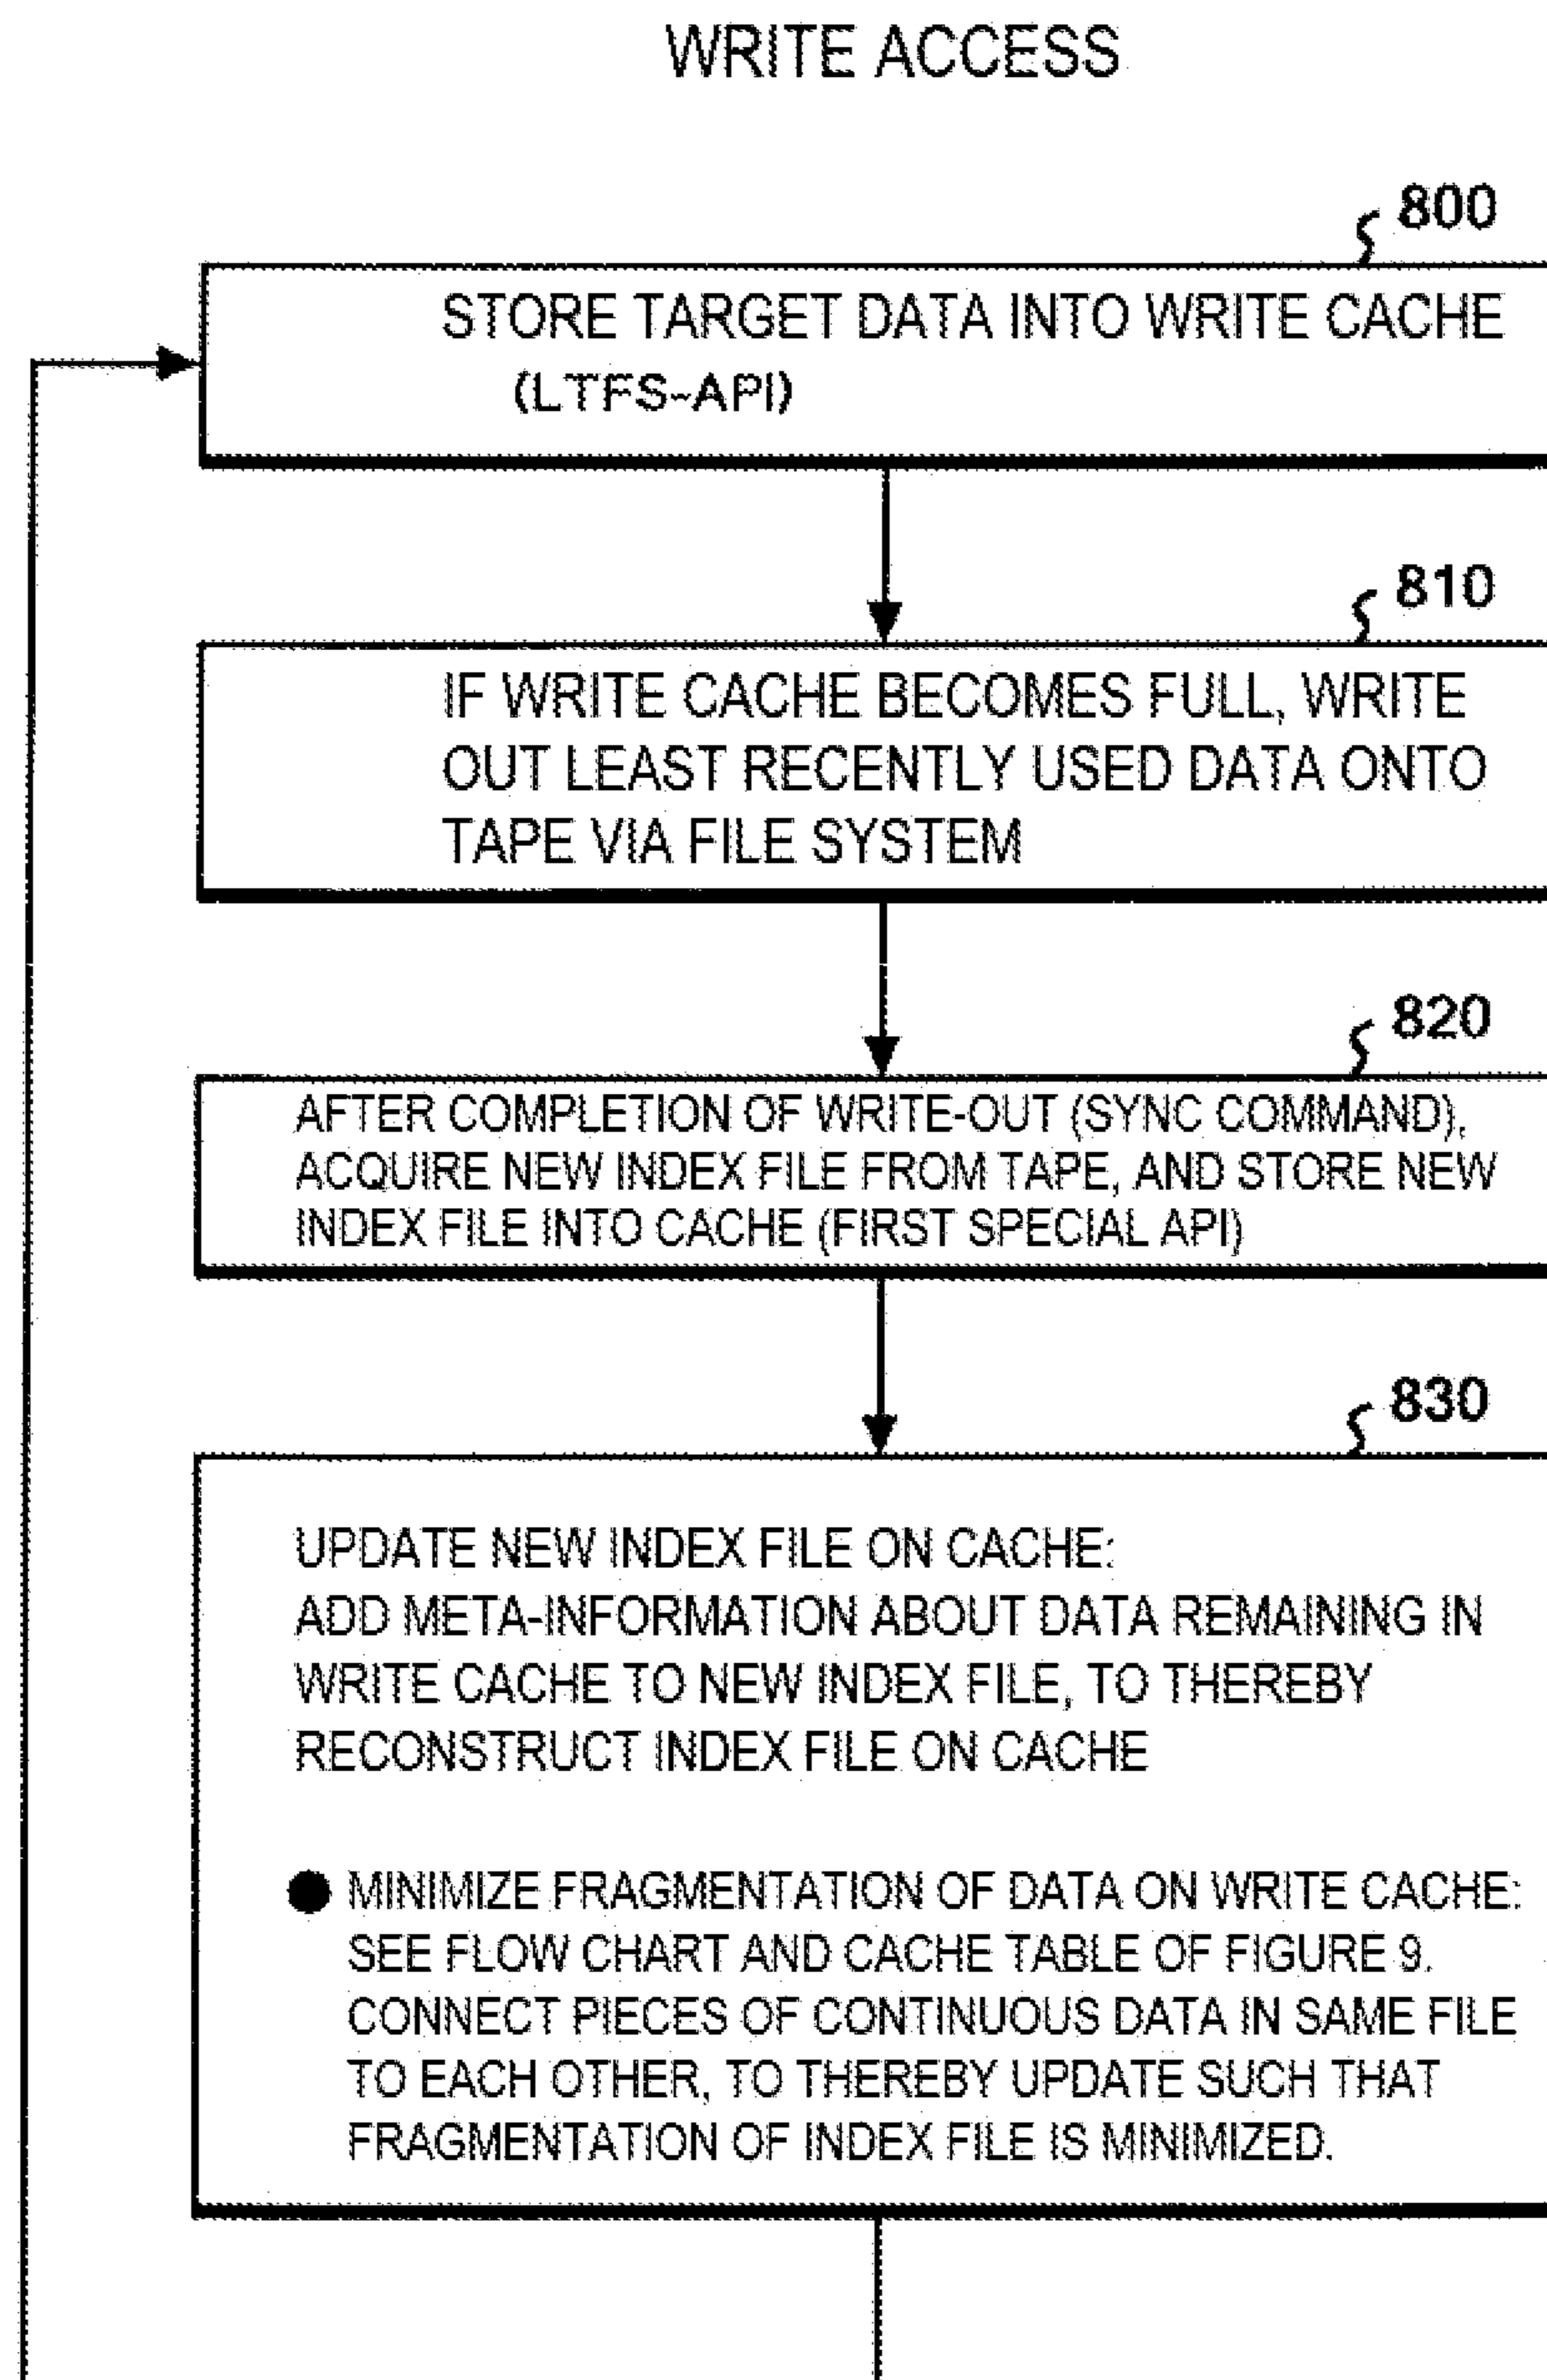 WRITE ACCESS
800
STORE TARGET DATA INTO WRITE CACHE
(LTFS-API)
810
IF WRITE CACHE BECOMES FULL, WRITE
OUT LEAST RECENTLY USED DATA ONTO
TAPE VIA FILE SYSTEM
820
AFTER COMPLETION OF WRITE-OUT (SYNC COMMAND),
ACQUIRE NEW INDEX FILE FROM TAPE, AND STORE NEW
INDEX FILE INTO CACHE (FIRST SPECIAL API)
830
UPDATE NEW INDEX FILE ON CACHE:
ADD META-INFORMATION ABOUT DATA REMAINING IN
WRITE CACHE TO NEW INDEX FILE, TO THEREBY
RECONSTRUCT INDEX FILE ON CACHE
● MINIMIZE FRAGMENTATION OF DATA ON WRITE CACHE:
SEE FLOW CHART AND CACHE TABLE OF FIGURE 9.
CONNECT PIECES OF CONTINUOUS DATA IN SAME FILE
TO EACH OTHER, TO THEREBY UPDATE SUCH THAT
FRAGMENTATION OF INDEX FILE IS MINIMIZED.